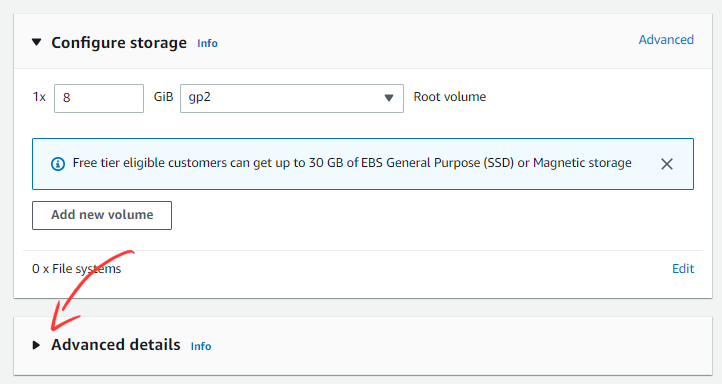 Configure storage Info Advanced
1x 8 GiB gp2 Root volume
Free tier eligible customers can get up to 30 GB of EBS General Purpose (SSD) or Magnetic storage
Add new volume
0 x File systems Edit
Advanced details Info